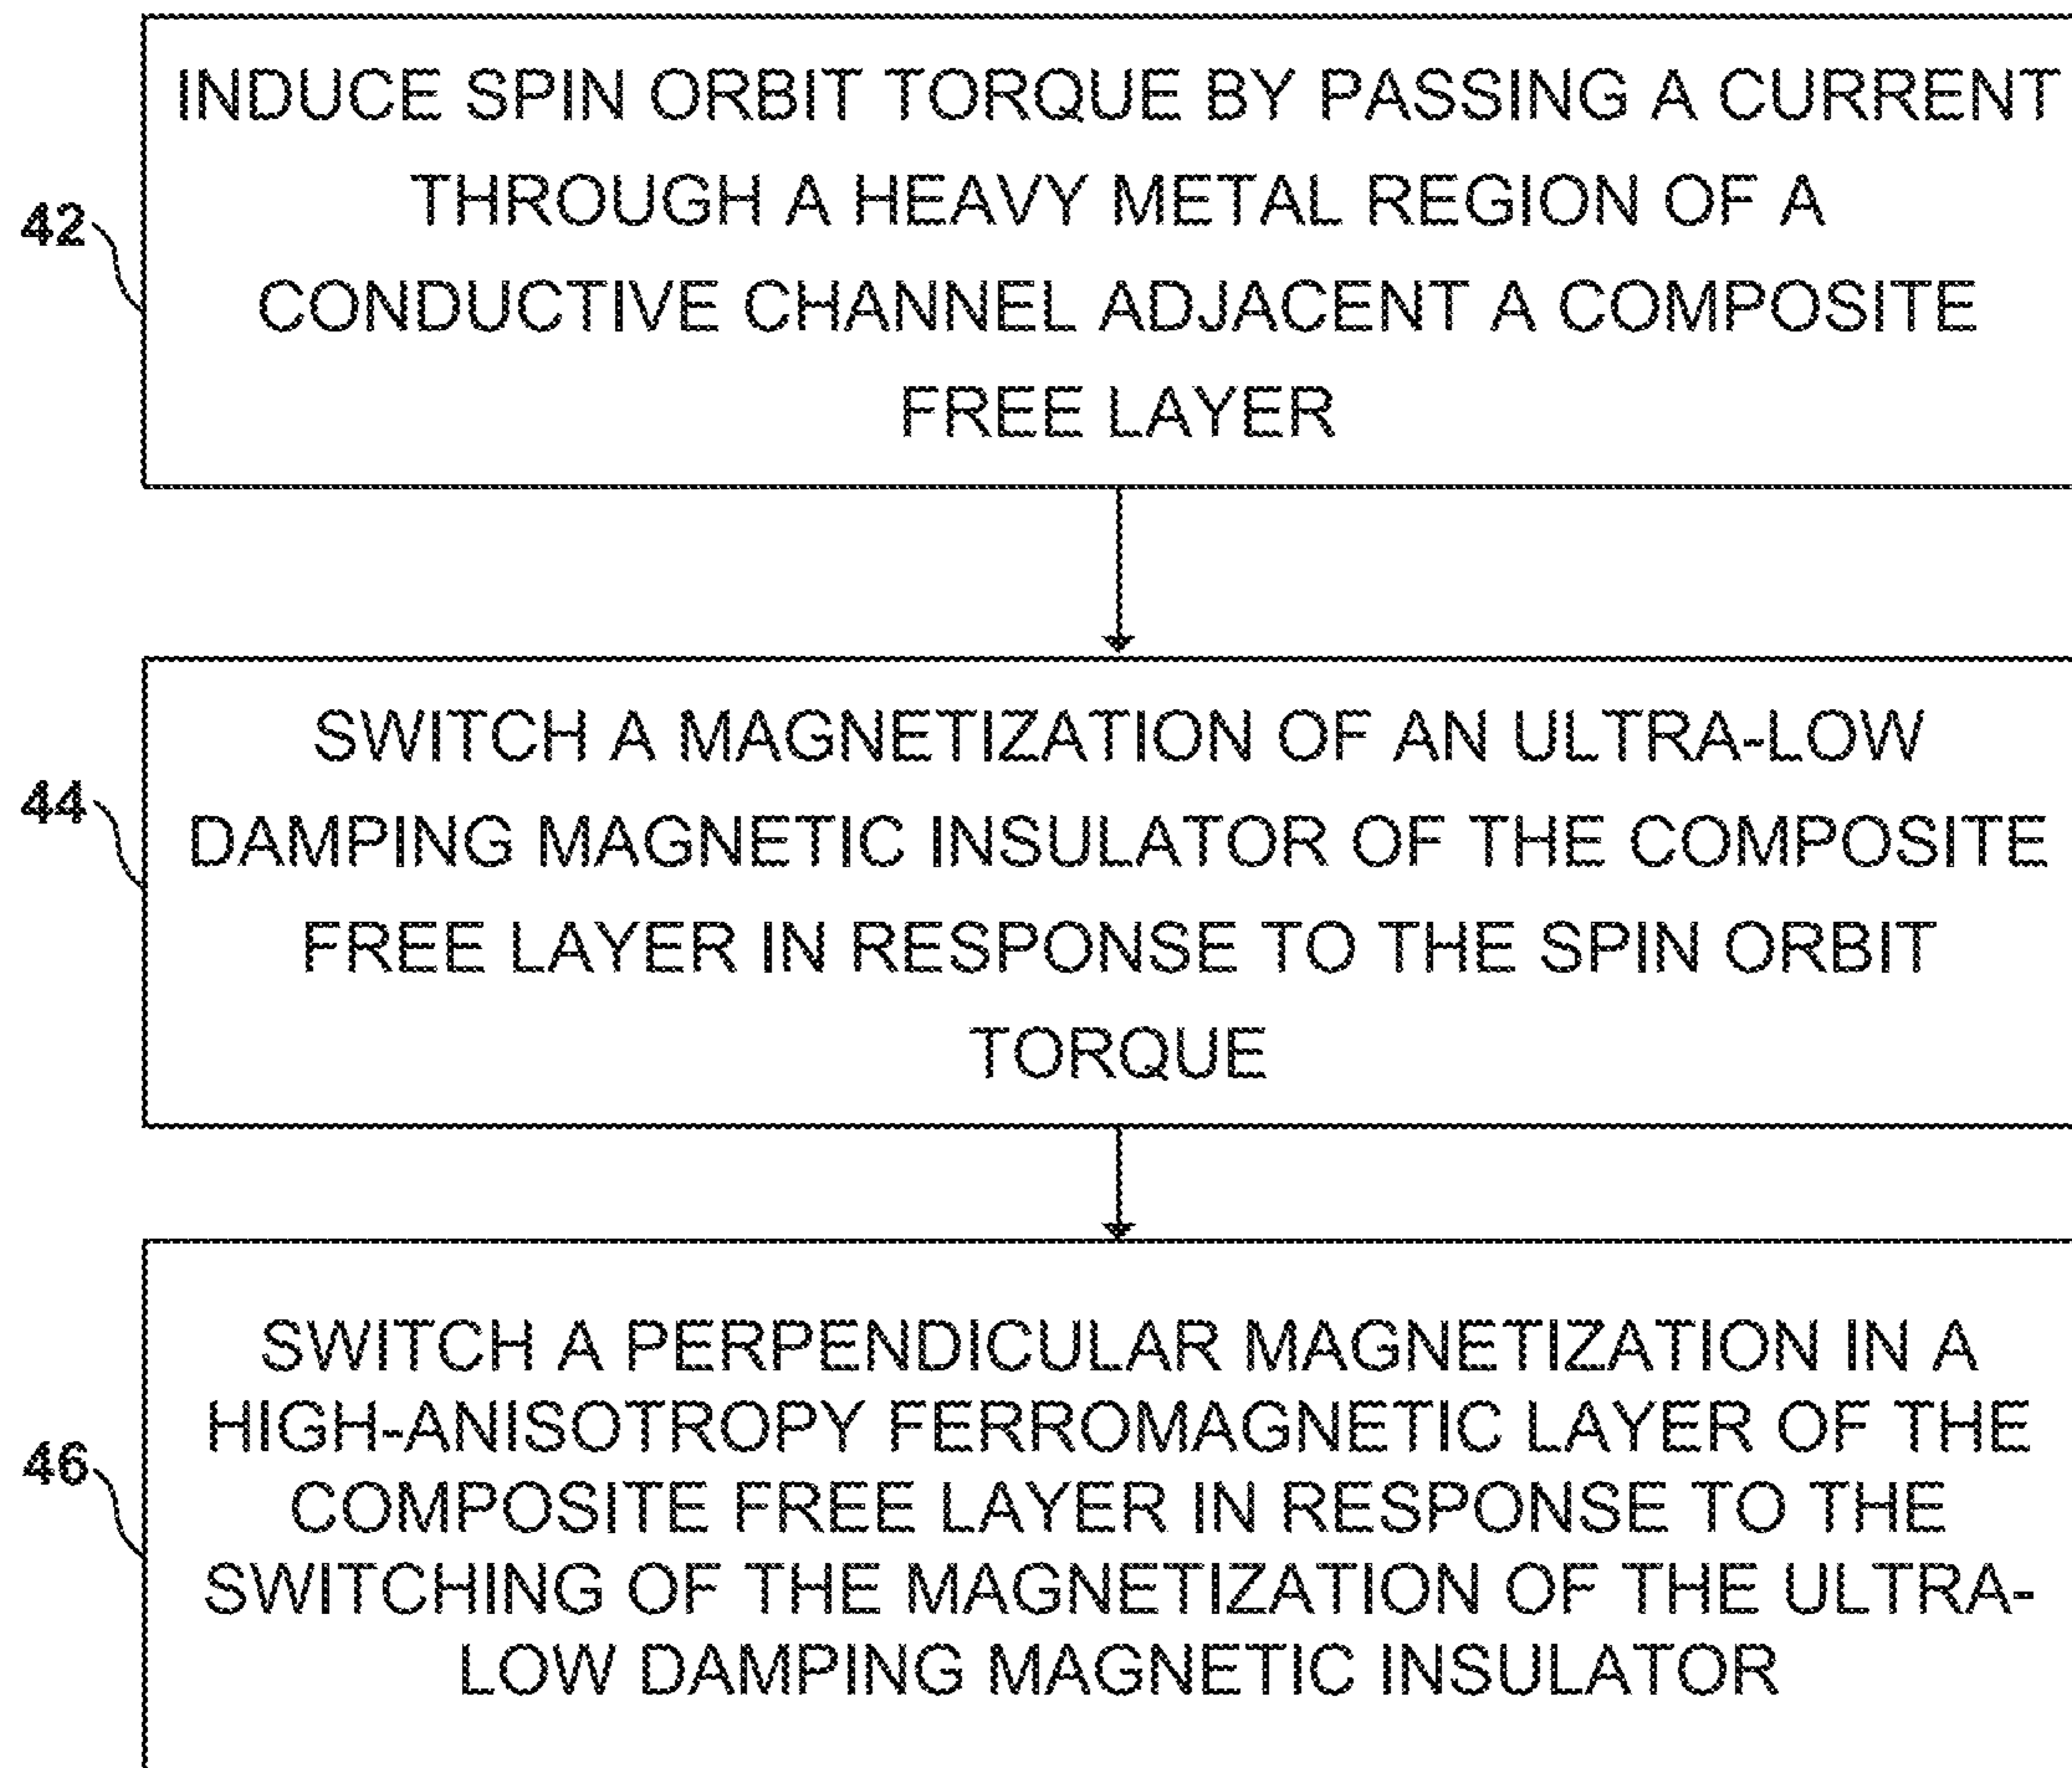 INDUCE SPIN ORBIT TORQUE BY PASSING A CURRENT
THROUGH A HEAVY METAL REGION OF A
42
CONDUCTIVE CHANNEL ADJACENT A COMPOSITE
FREE LAYER
SWITCH A MAGNETIZATION OF AN ULTRA-LOW
44
DAMPING MAGNETIC INSULATOR OF THE COMPOSITE
FREE LAYER IN RESPONSE TO THE SPIN ORBIT
TORQUE
SWITCH A PERPENDICULAR MAGNETIZATION IN A
HIGH-ANISOTROPY FERROMAGNETIC LAYER OF THE
46
COMPOSITE FREE LAYER IN RESPONSE TO THE
SWITCHING OF THE MAGNETIZATION OF THE ULTRA-
LOW DAMPING MAGNETIC INSULATOR